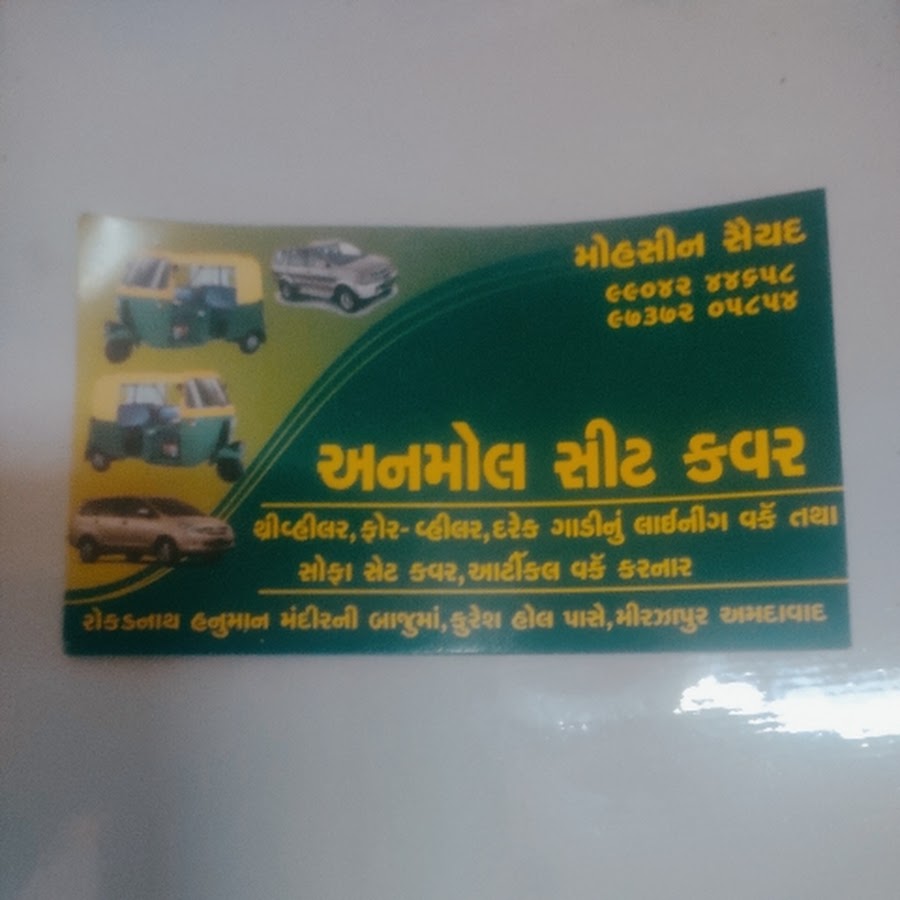 મોહસીન સૈયદ
૯૯૦૪૨ ૪૪૬૫૮
૯૭૩૭૨ ૦૫૮૫૪
અનમોલ સીટ કવર
થ્રીવ્હીલર,ફોર-વ્હીલર,દરેક ગાડીનું લાઈનીંગ વર્ક તથા
સોફા સેટ કવર,આર્ટીકલ વર્ક કરનાર
રોકડનાથ હનુમાન મંદિરની બાજુમાં,કુરેશ હોલ પાસે,મીરઝાપુર અમદાવાદ